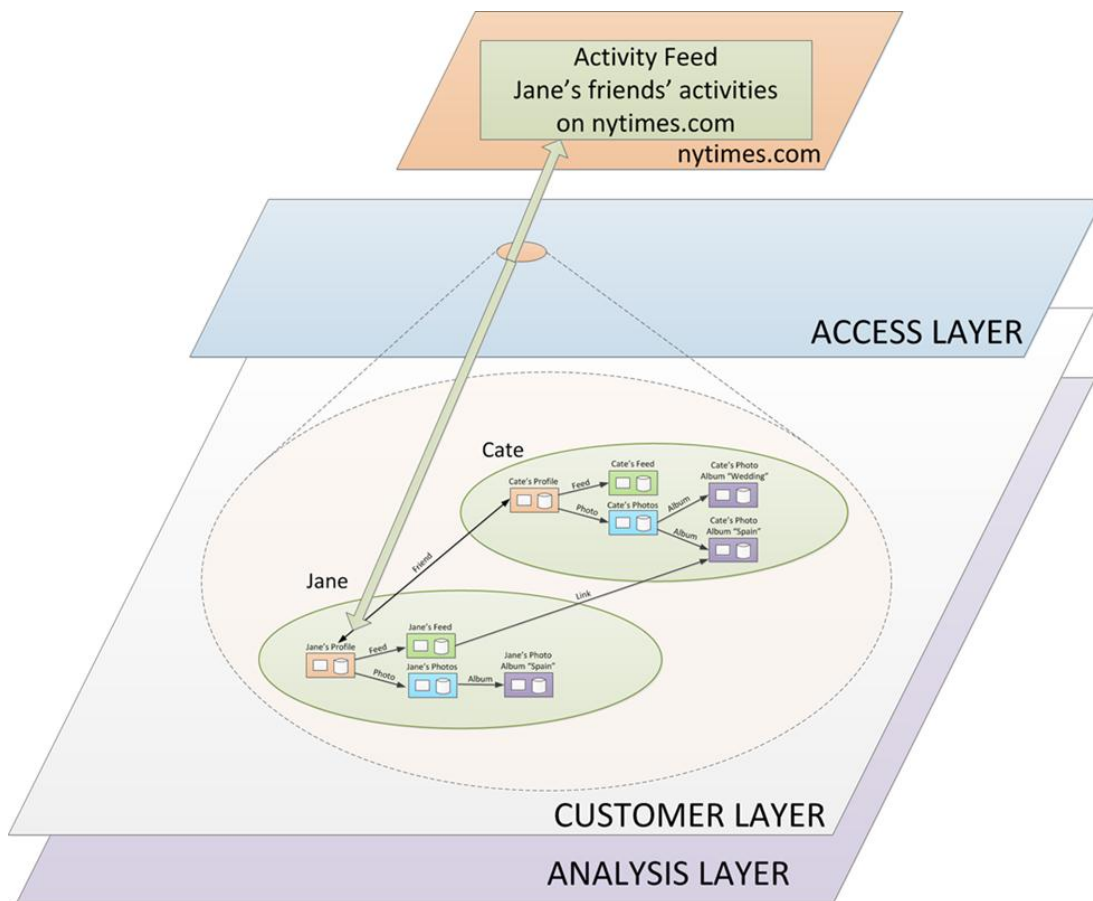 Activity Feed
Jane's friends' activities
on nytimes.com
nytimes.com
ACCESS LAYER
Cate
Cate's Profile
Feed
Photo
Cate's Feed
Cate's Photos
Album
Album
Cate's Photo
Album "Wedding"
Cate's Photo
Album "Spain"
Friend
Link
Jane
Jane's Profile
Feed
Photo
Jane's Feed
Jane's Photos
Album
Jane's Photo
Album "Spain"
CUSTOMER LAYER
ANALYSIS LAYER